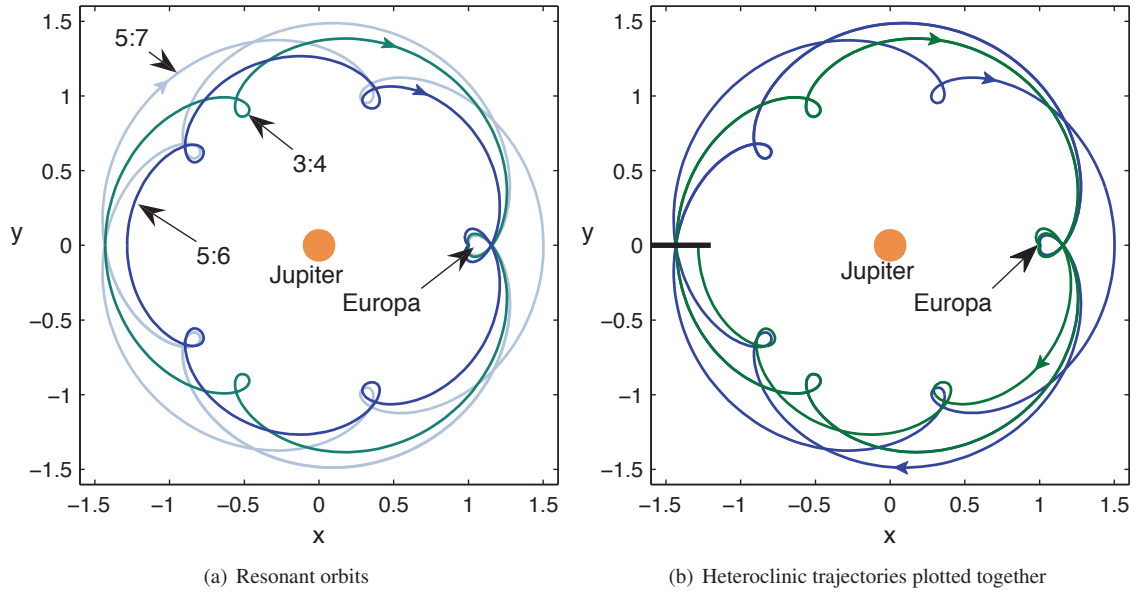 1.5
1
0.5
0
−0.5
−1
−1.5
y
−1.5 −1 −0.5 0 0.5 1 1.5
x
5:7
3:4
5:6
Jupiter
Europa
(a) Resonant orbits
1.5
1
0.5
0
−0.5
−1
−1.5
y
−1.5 −1 −0.5 0 0.5 1 1.5
x
Jupiter
Europa
(b) Heteroclinic trajectories plotted together